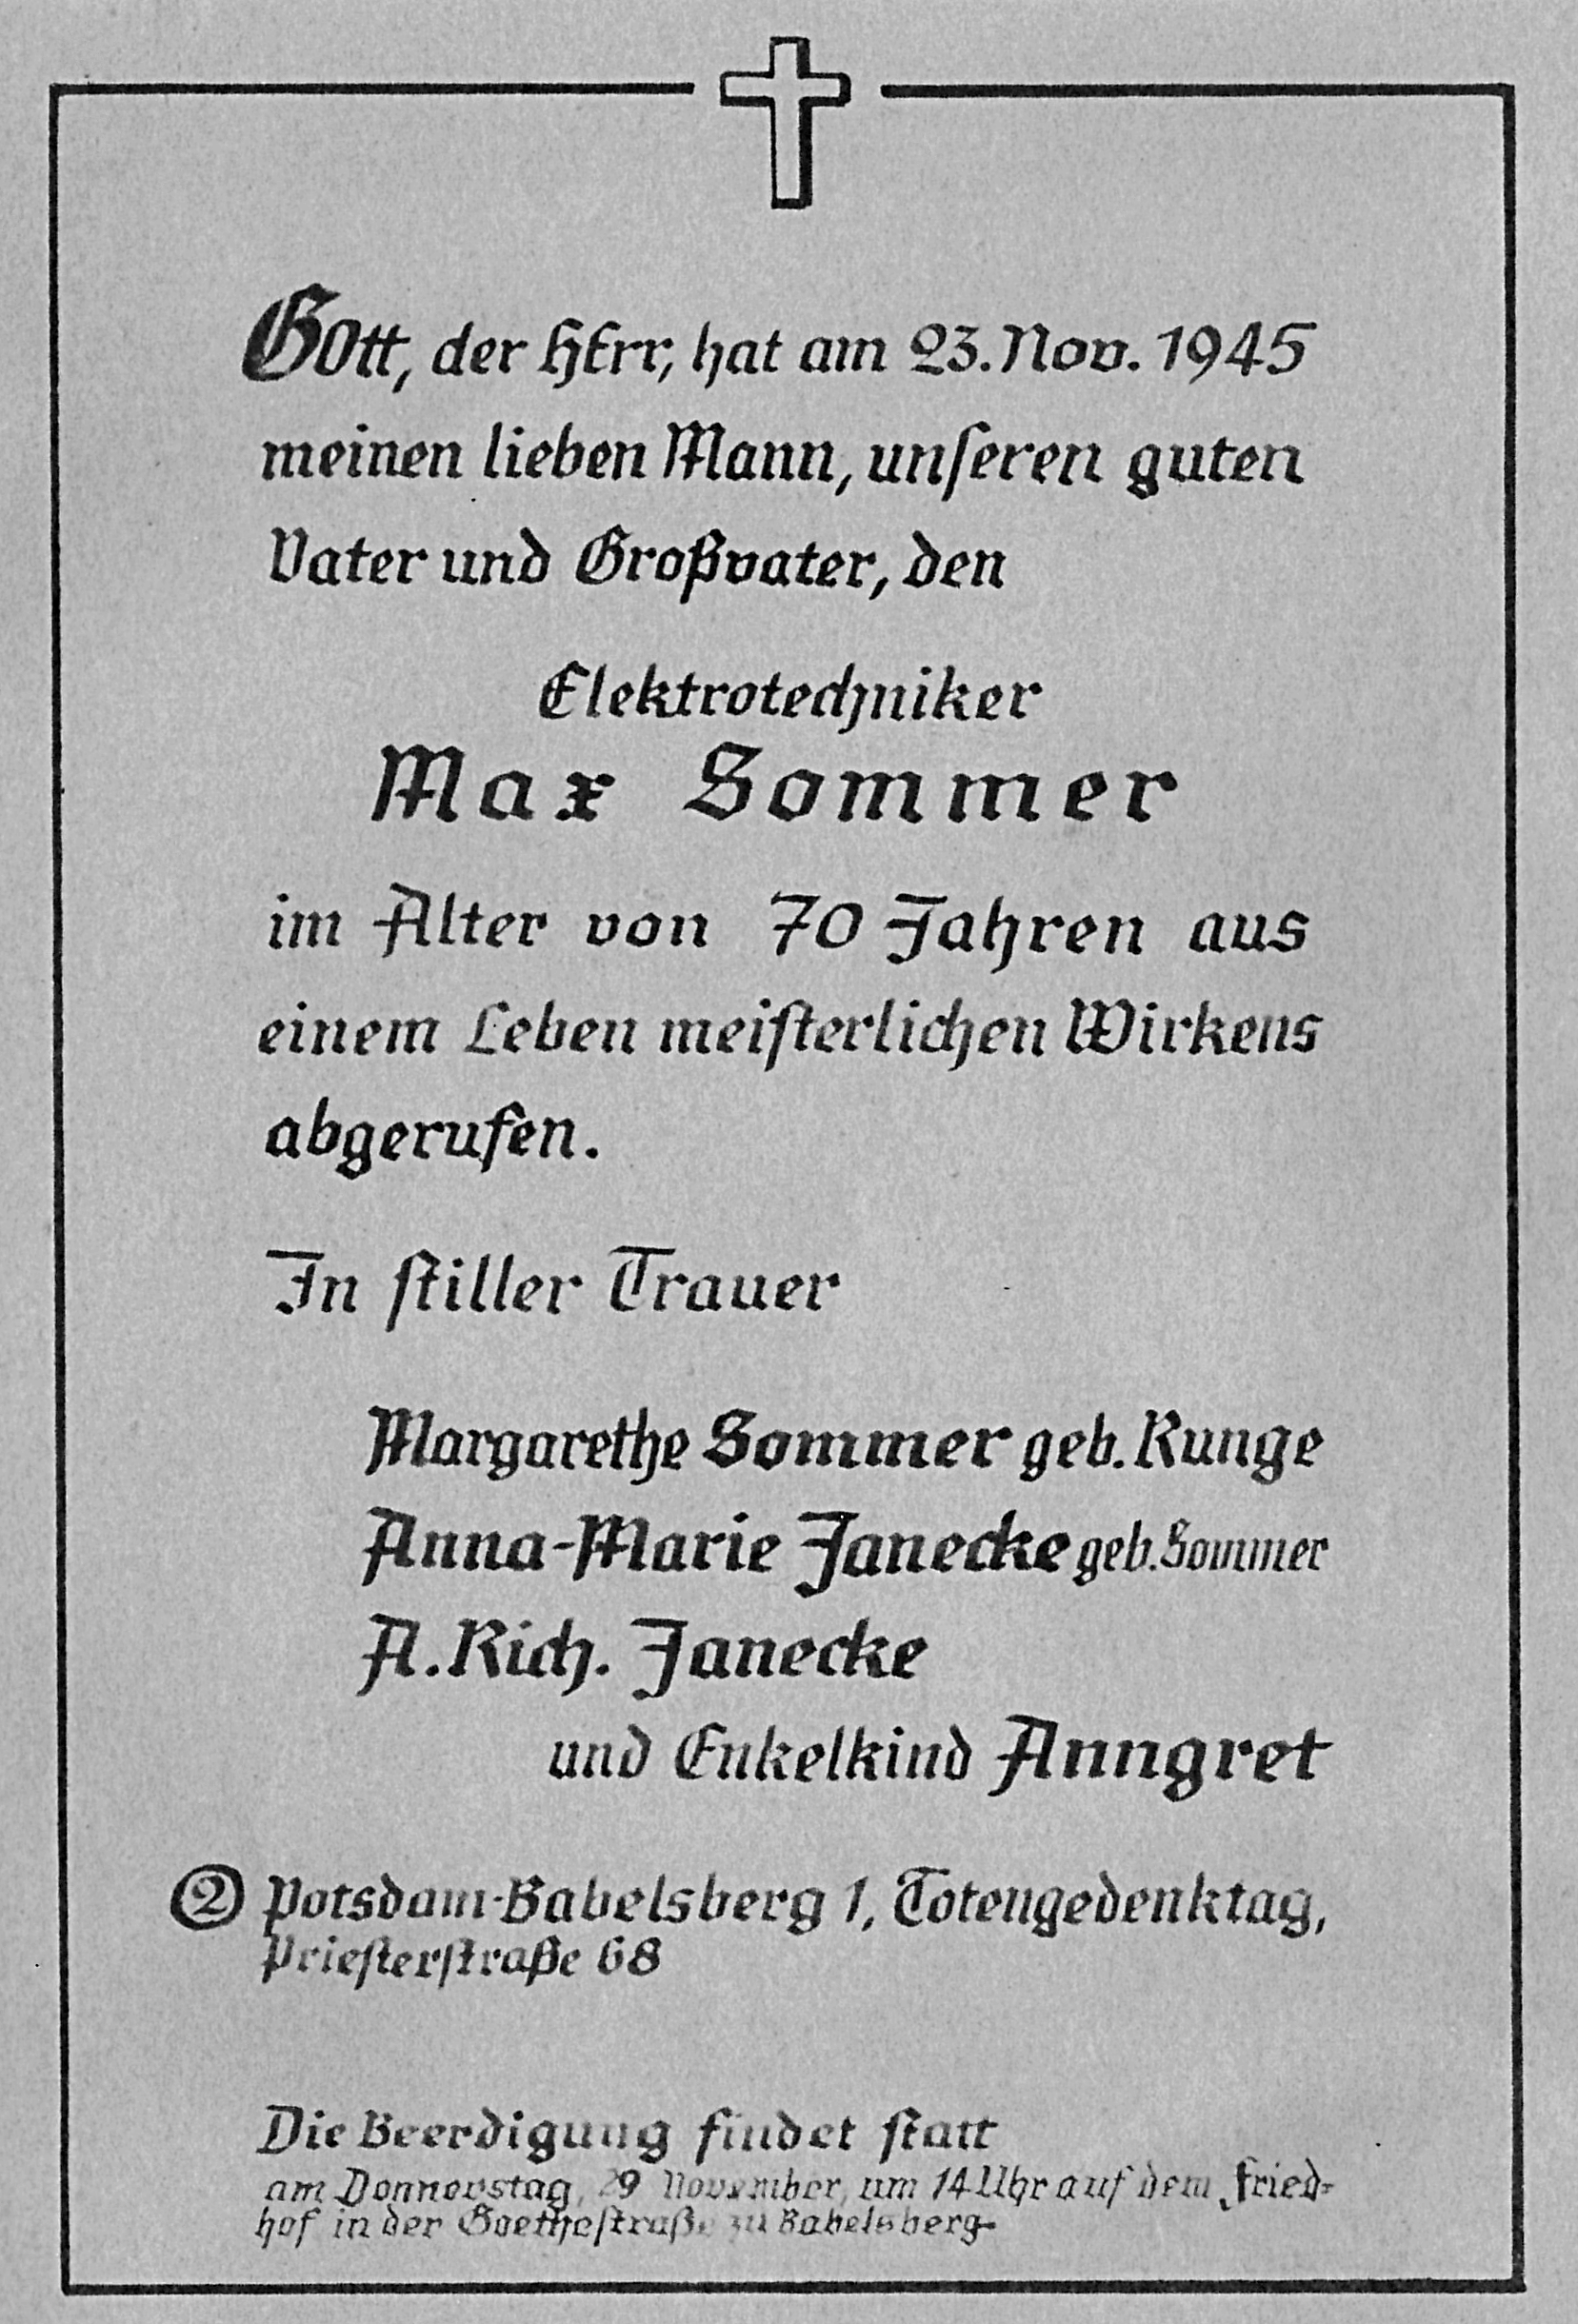 Gott, der HErr, hat am 23. Nov. 1945
meinen lieben Mann, unseren guten
Vater und Großvater, den
Elektrotechniker
Max Sommer
im Alter von 70 Jahren aus
einem Leben meisterlichen Wirkens
abgerufen.
In stiller Trauer
Margarethe Sommer geb. Runge
Anna-Marie Janecke geb. Sommer
A. Rich. Janecke
und Enkelkind Anngret
② Potsdam-Babelsberg 1, Totengedenktag,
Priesterstraße 68
Die Beerdigung findet statt
am Donnerstag, 29 November, um 14 Uhr auf dem Fried-
hof in der Goethestraße zu Babelsberg